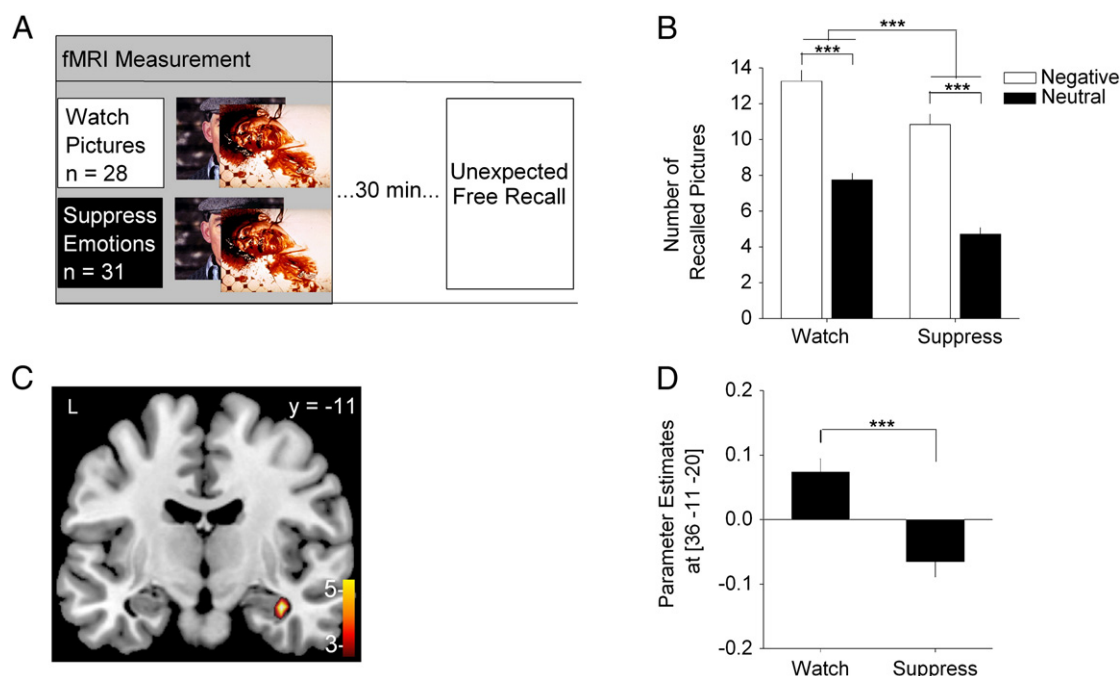 A
fMRI Measurement
Watch
Pictures
n = 28
Suppress
Emotions
n = 31
...30 min...
Unexpected
Free Recall
B
***
***
***
Negative
Neutral
Number of
Recalled Pictures
14
12
10
8
6
4
2
0
Watch
Suppress
C
L
y = -11
5-
3-
D
***
Parameter Estimates
at [36 -11 -20]
0.2
0.1
0.0
-0.1
-0.2
Watch
Suppress